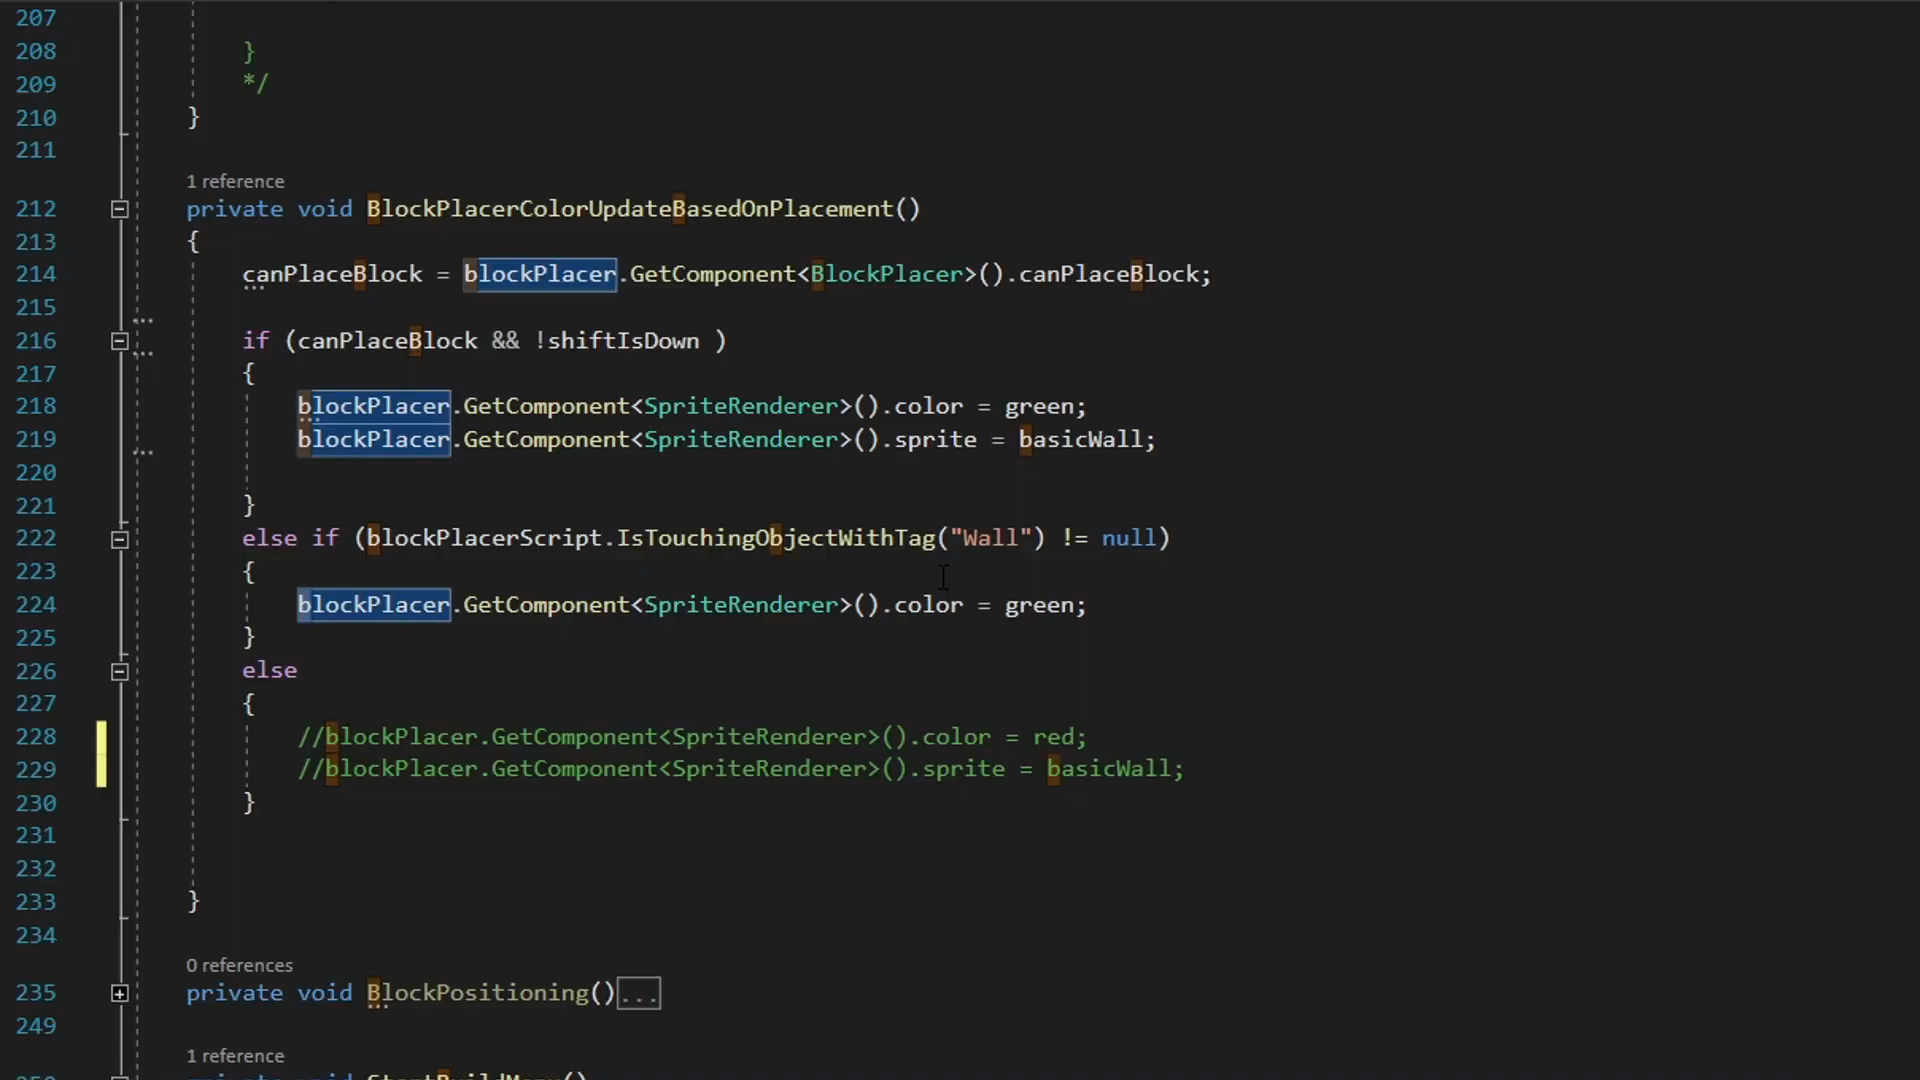 207
208 }
209 */
210 }
211
1 reference
212 private void BlockPlacerColorUpdateBasedOnPlacement()
213 {
214 canPlaceBlock = blockPlacer.GetComponent<BlockPlacer>().canPlaceBlock;
215
216 if (canPlaceBlock && !shiftIsDown )
217 {
218 blockPlacer.GetComponent<SpriteRenderer>().color = green;
219 blockPlacer.GetComponent<SpriteRenderer>().sprite = basicWall;
220
221 }
222 else if (blockPlacerScript.IsTouchingObjectWithTag("Wall") != null)
223 {
224 blockPlacer.GetComponent<SpriteRenderer>().color = green;
225 }
226 else
227 {
228 //blockPlacer.GetComponent<SpriteRenderer>().color = red;
229 //blockPlacer.GetComponent<SpriteRenderer>().sprite = basicWall;
230 }
231
232
233 }
234
0 references
235 private void BlockPositioning()...
249
1 reference